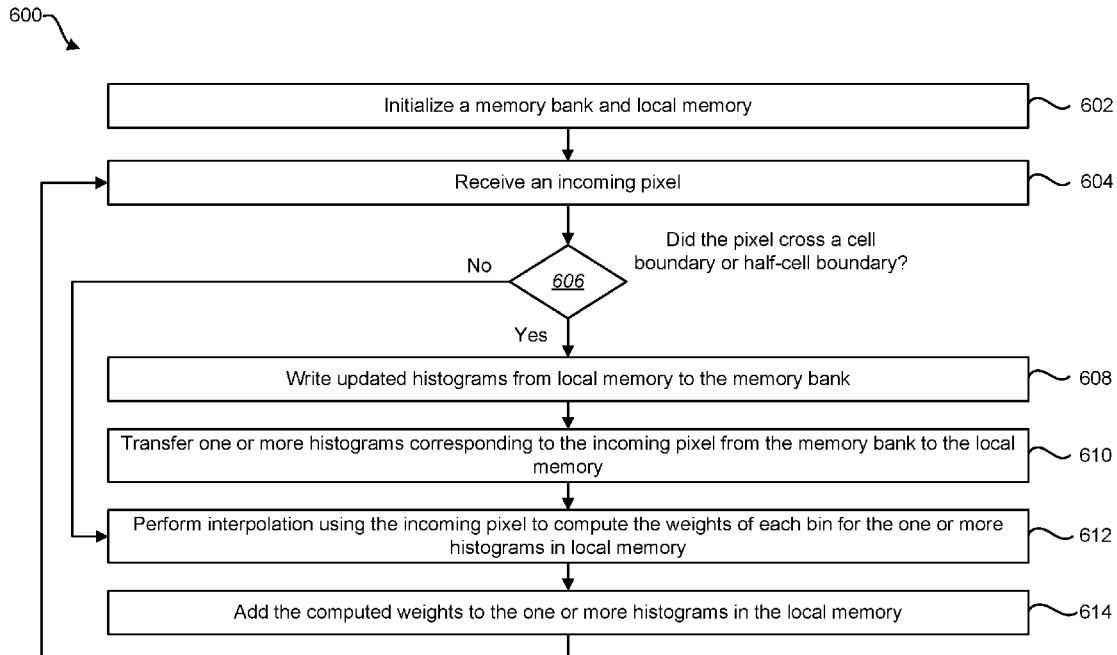 600
Initialize a memory bank and local memory
602
Receive an incoming pixel
604
Did the pixel cross a cell
boundary or half-cell boundary?
No
606
Yes
Write updated histograms from local memory to the memory bank
608
Transfer one or more histograms corresponding to the incoming pixel from the memory bank to the local
memory
610
Perform interpolation using the incoming pixel to compute the weights of each bin for the one or more
histograms in local memory
612
Add the computed weights to the one or more histograms in the local memory
614